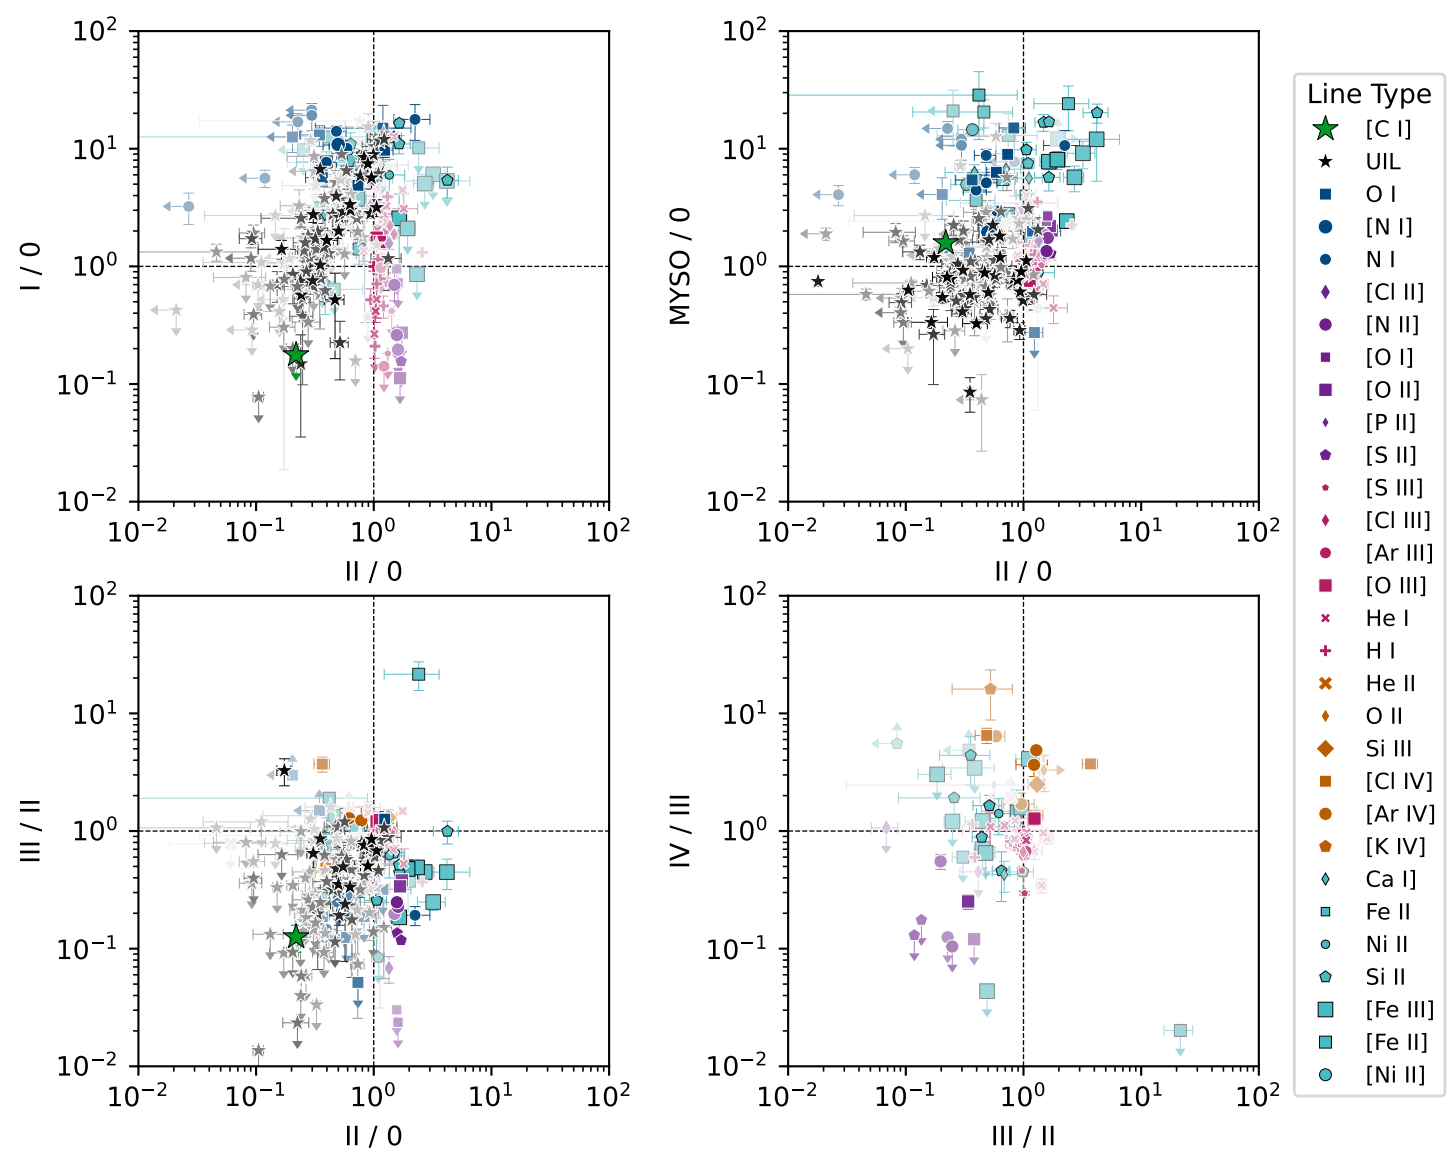 10²
10¹
10⁰
10⁻¹
10⁻²
I / 0
10⁻² 10⁻¹ 10⁰ 10¹ 10²
II / 0
10²
10¹
10⁰
10⁻¹
10⁻²
MYSO / 0
10⁻² 10⁻¹ 10⁰ 10¹ 10²
II / 0
10²
10¹
10⁰
10⁻¹
10⁻²
III / II
10⁻² 10⁻¹ 10⁰ 10¹ 10²
II / 0
10²
10¹
10⁰
10⁻¹
10⁻²
IV / III
10⁻² 10⁻¹ 10⁰ 10¹ 10²
III / II
Line Type
[C I]
UIL
O I
[N I]
N I
[Cl II]
[N II]
[O I]
[O II]
[P II]
[S II]
[S III]
[Cl III]
[Ar III]
[O III]
He I
H I
He II
O II
Si III
[Cl IV]
[Ar IV]
[K IV]
Ca I]
Fe II
Ni II
Si II
[Fe III]
[Fe II]
[Ni II]